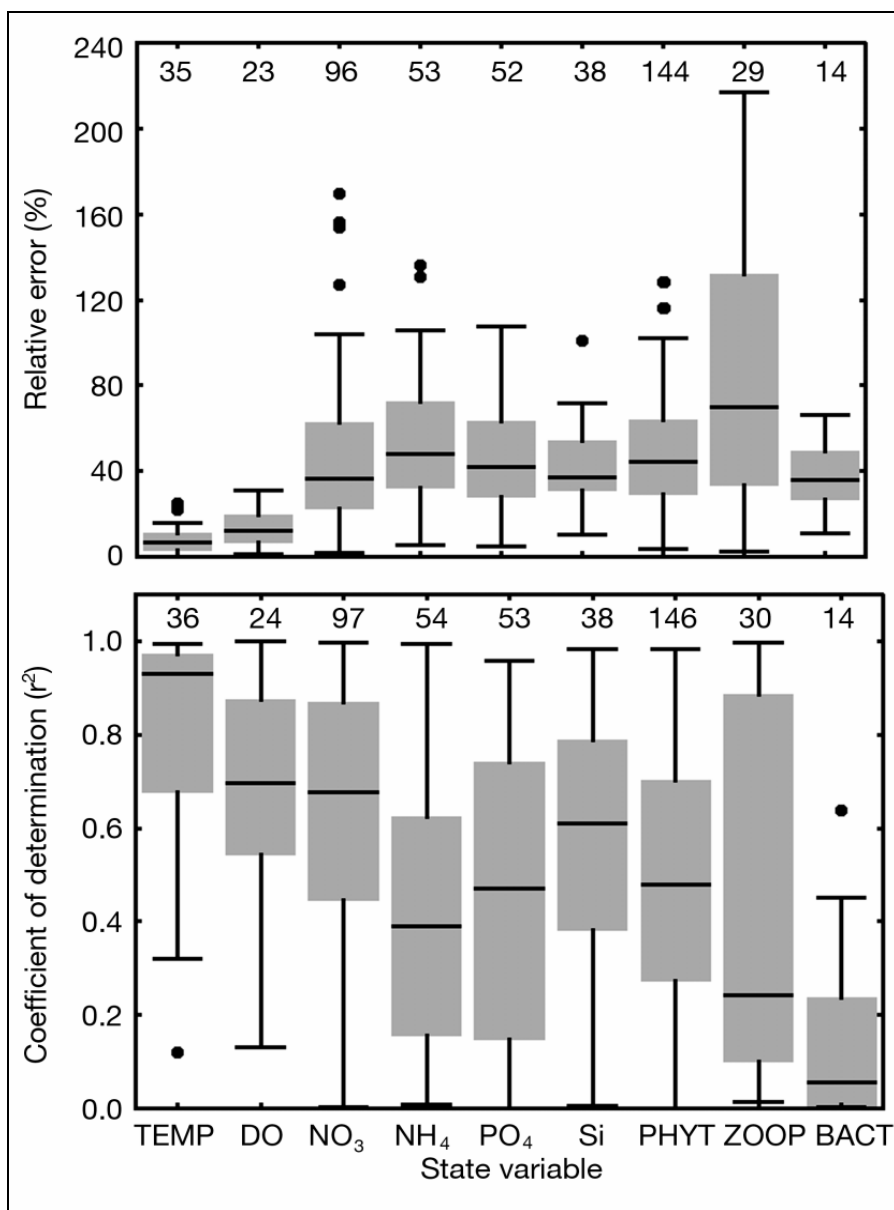 240
35 23 96 53 52 38 144 29 14
200
160
120
80
40
0
Relative error (%)
36 24 97 54 53 38 146 30 14
1.0
0.8
0.6
0.4
0.2
0.0
Coefficient of determination (r²)
TEMP DO NO₃ NH₄ PO₄ Si PHYT ZOOP BACT
State variable